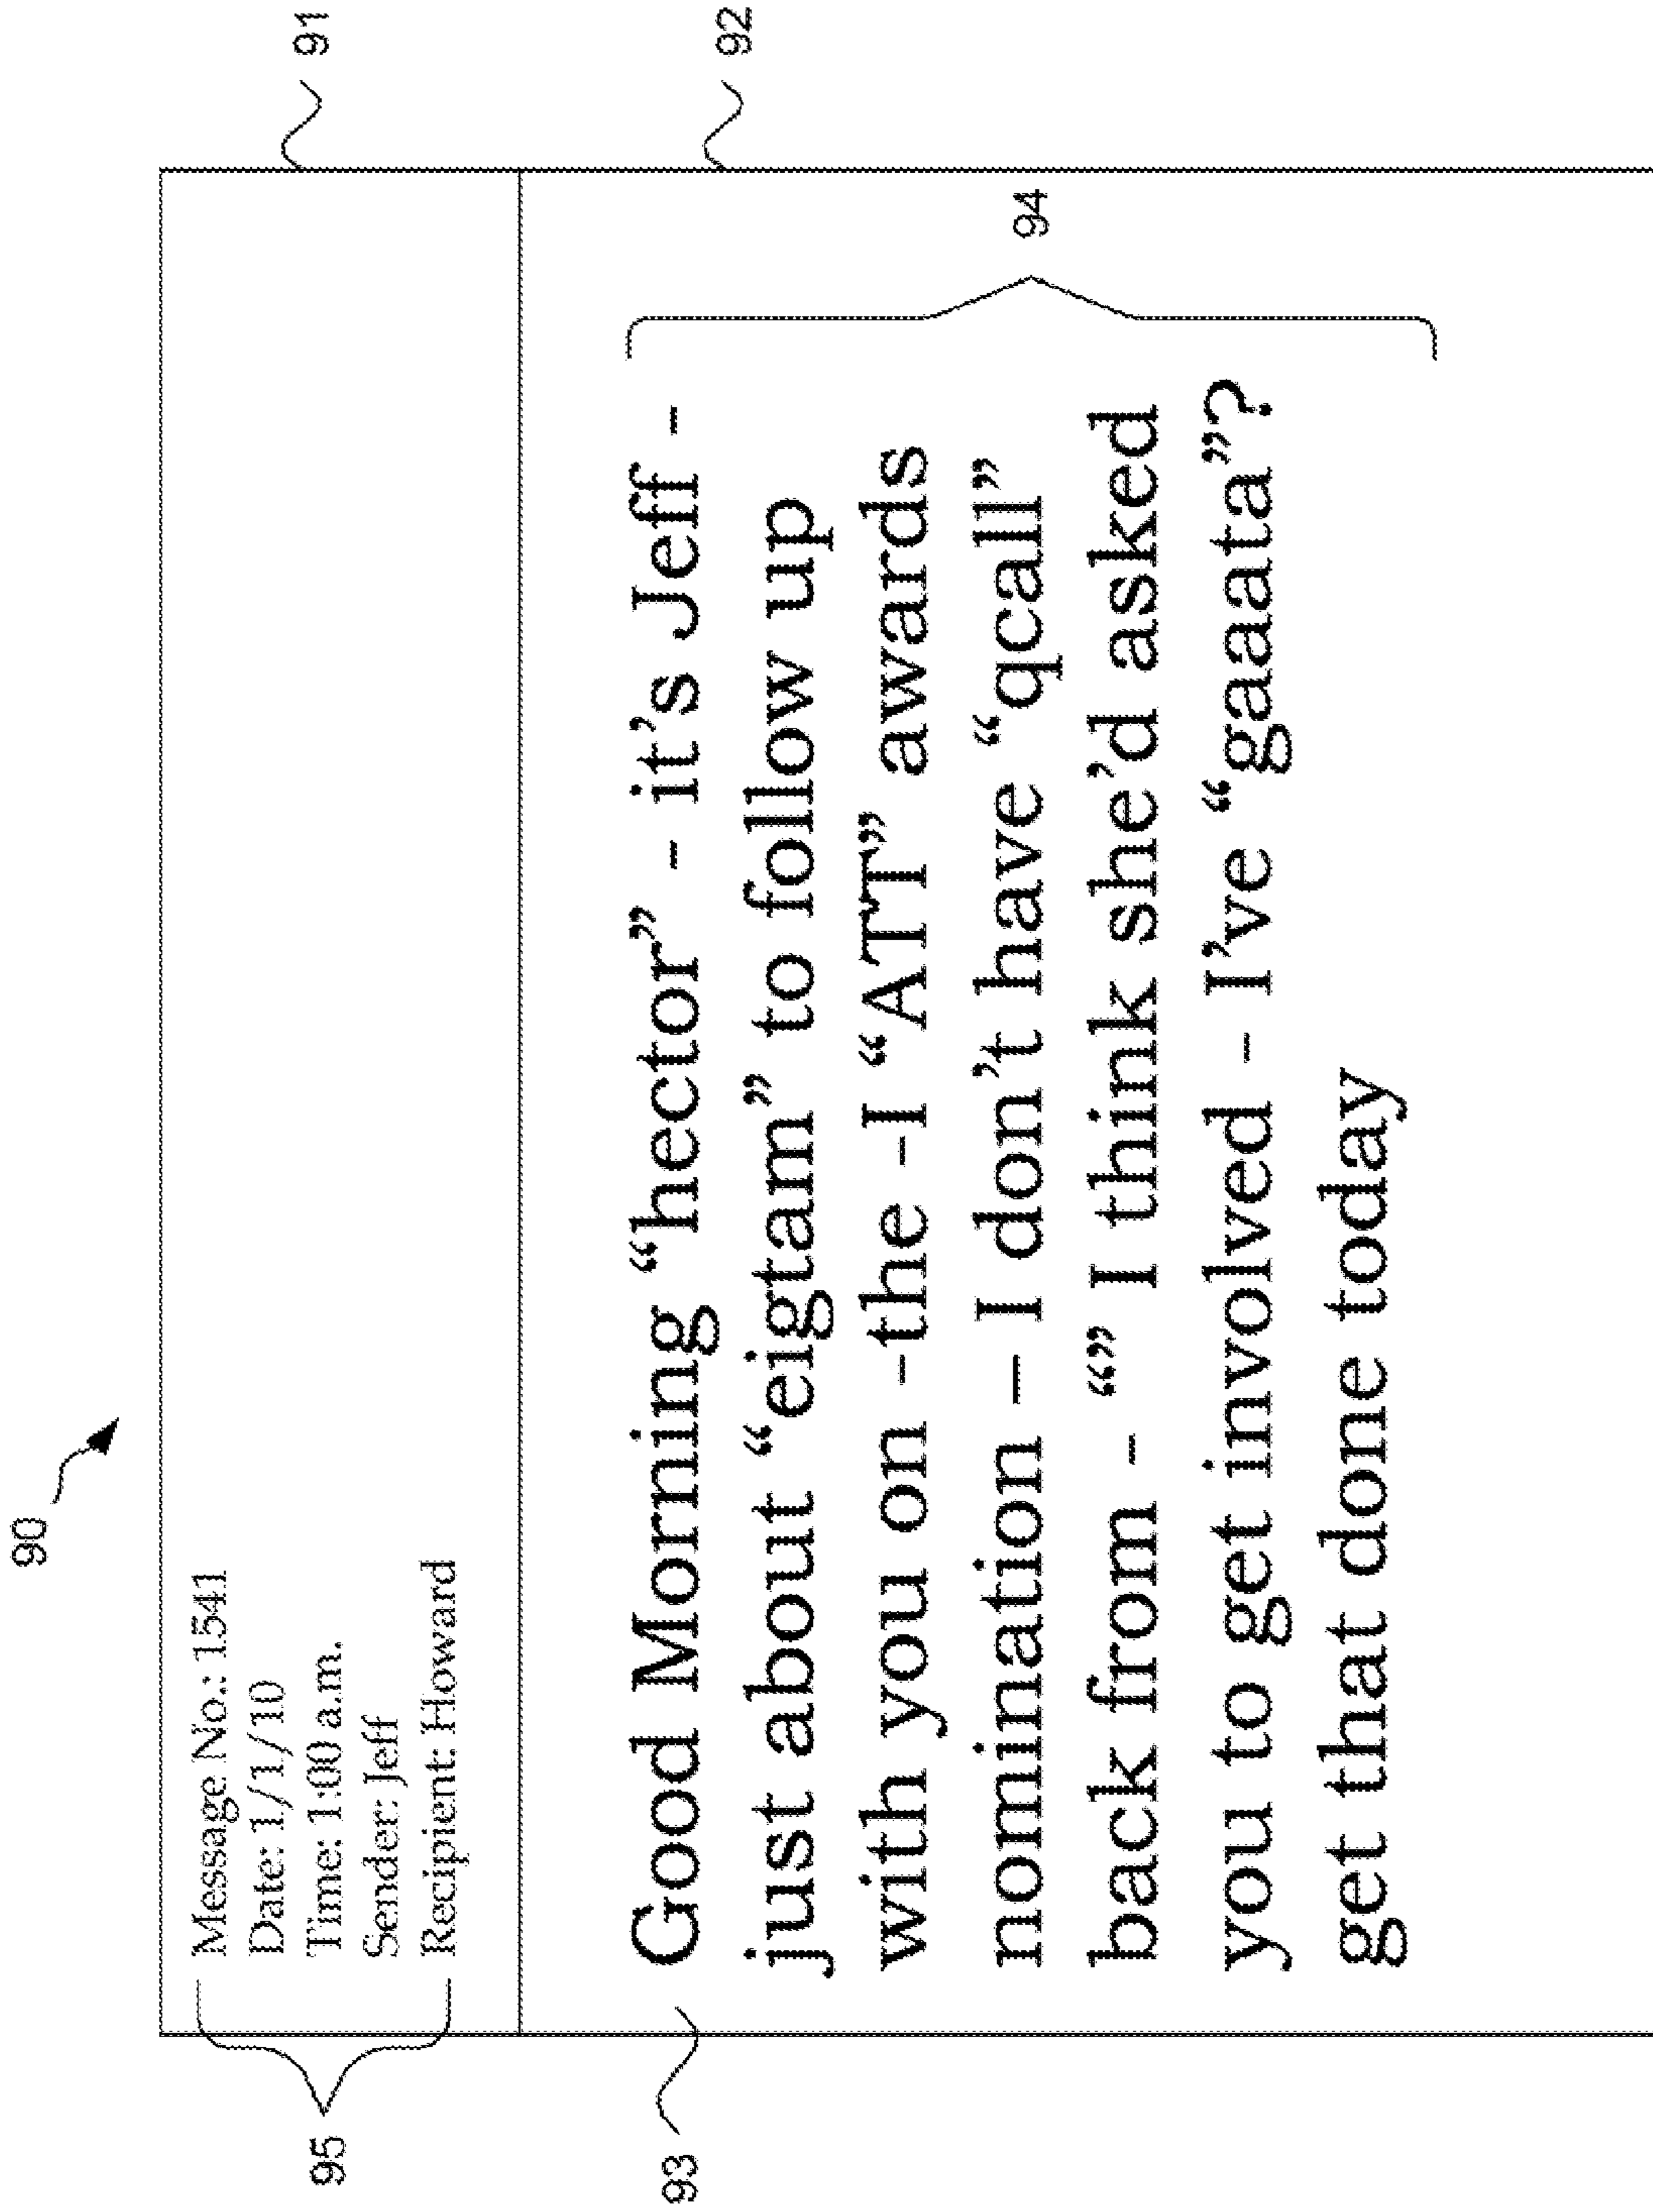 90
91
Message No.: 1541
Date: 1/1/10
Time: 1:00 a.m.
Sender: Jeff
Recipient: Howard
95
92
93
Good Morning “hector” - it’s Jeff -
just about “eigtam” to follow up
with you on -the -I “ATT” awards
nomination – I don’t have “qcall”
back from - “” I think she’d asked
you to get involved - I’ve “gaaata”?
get that done today
94